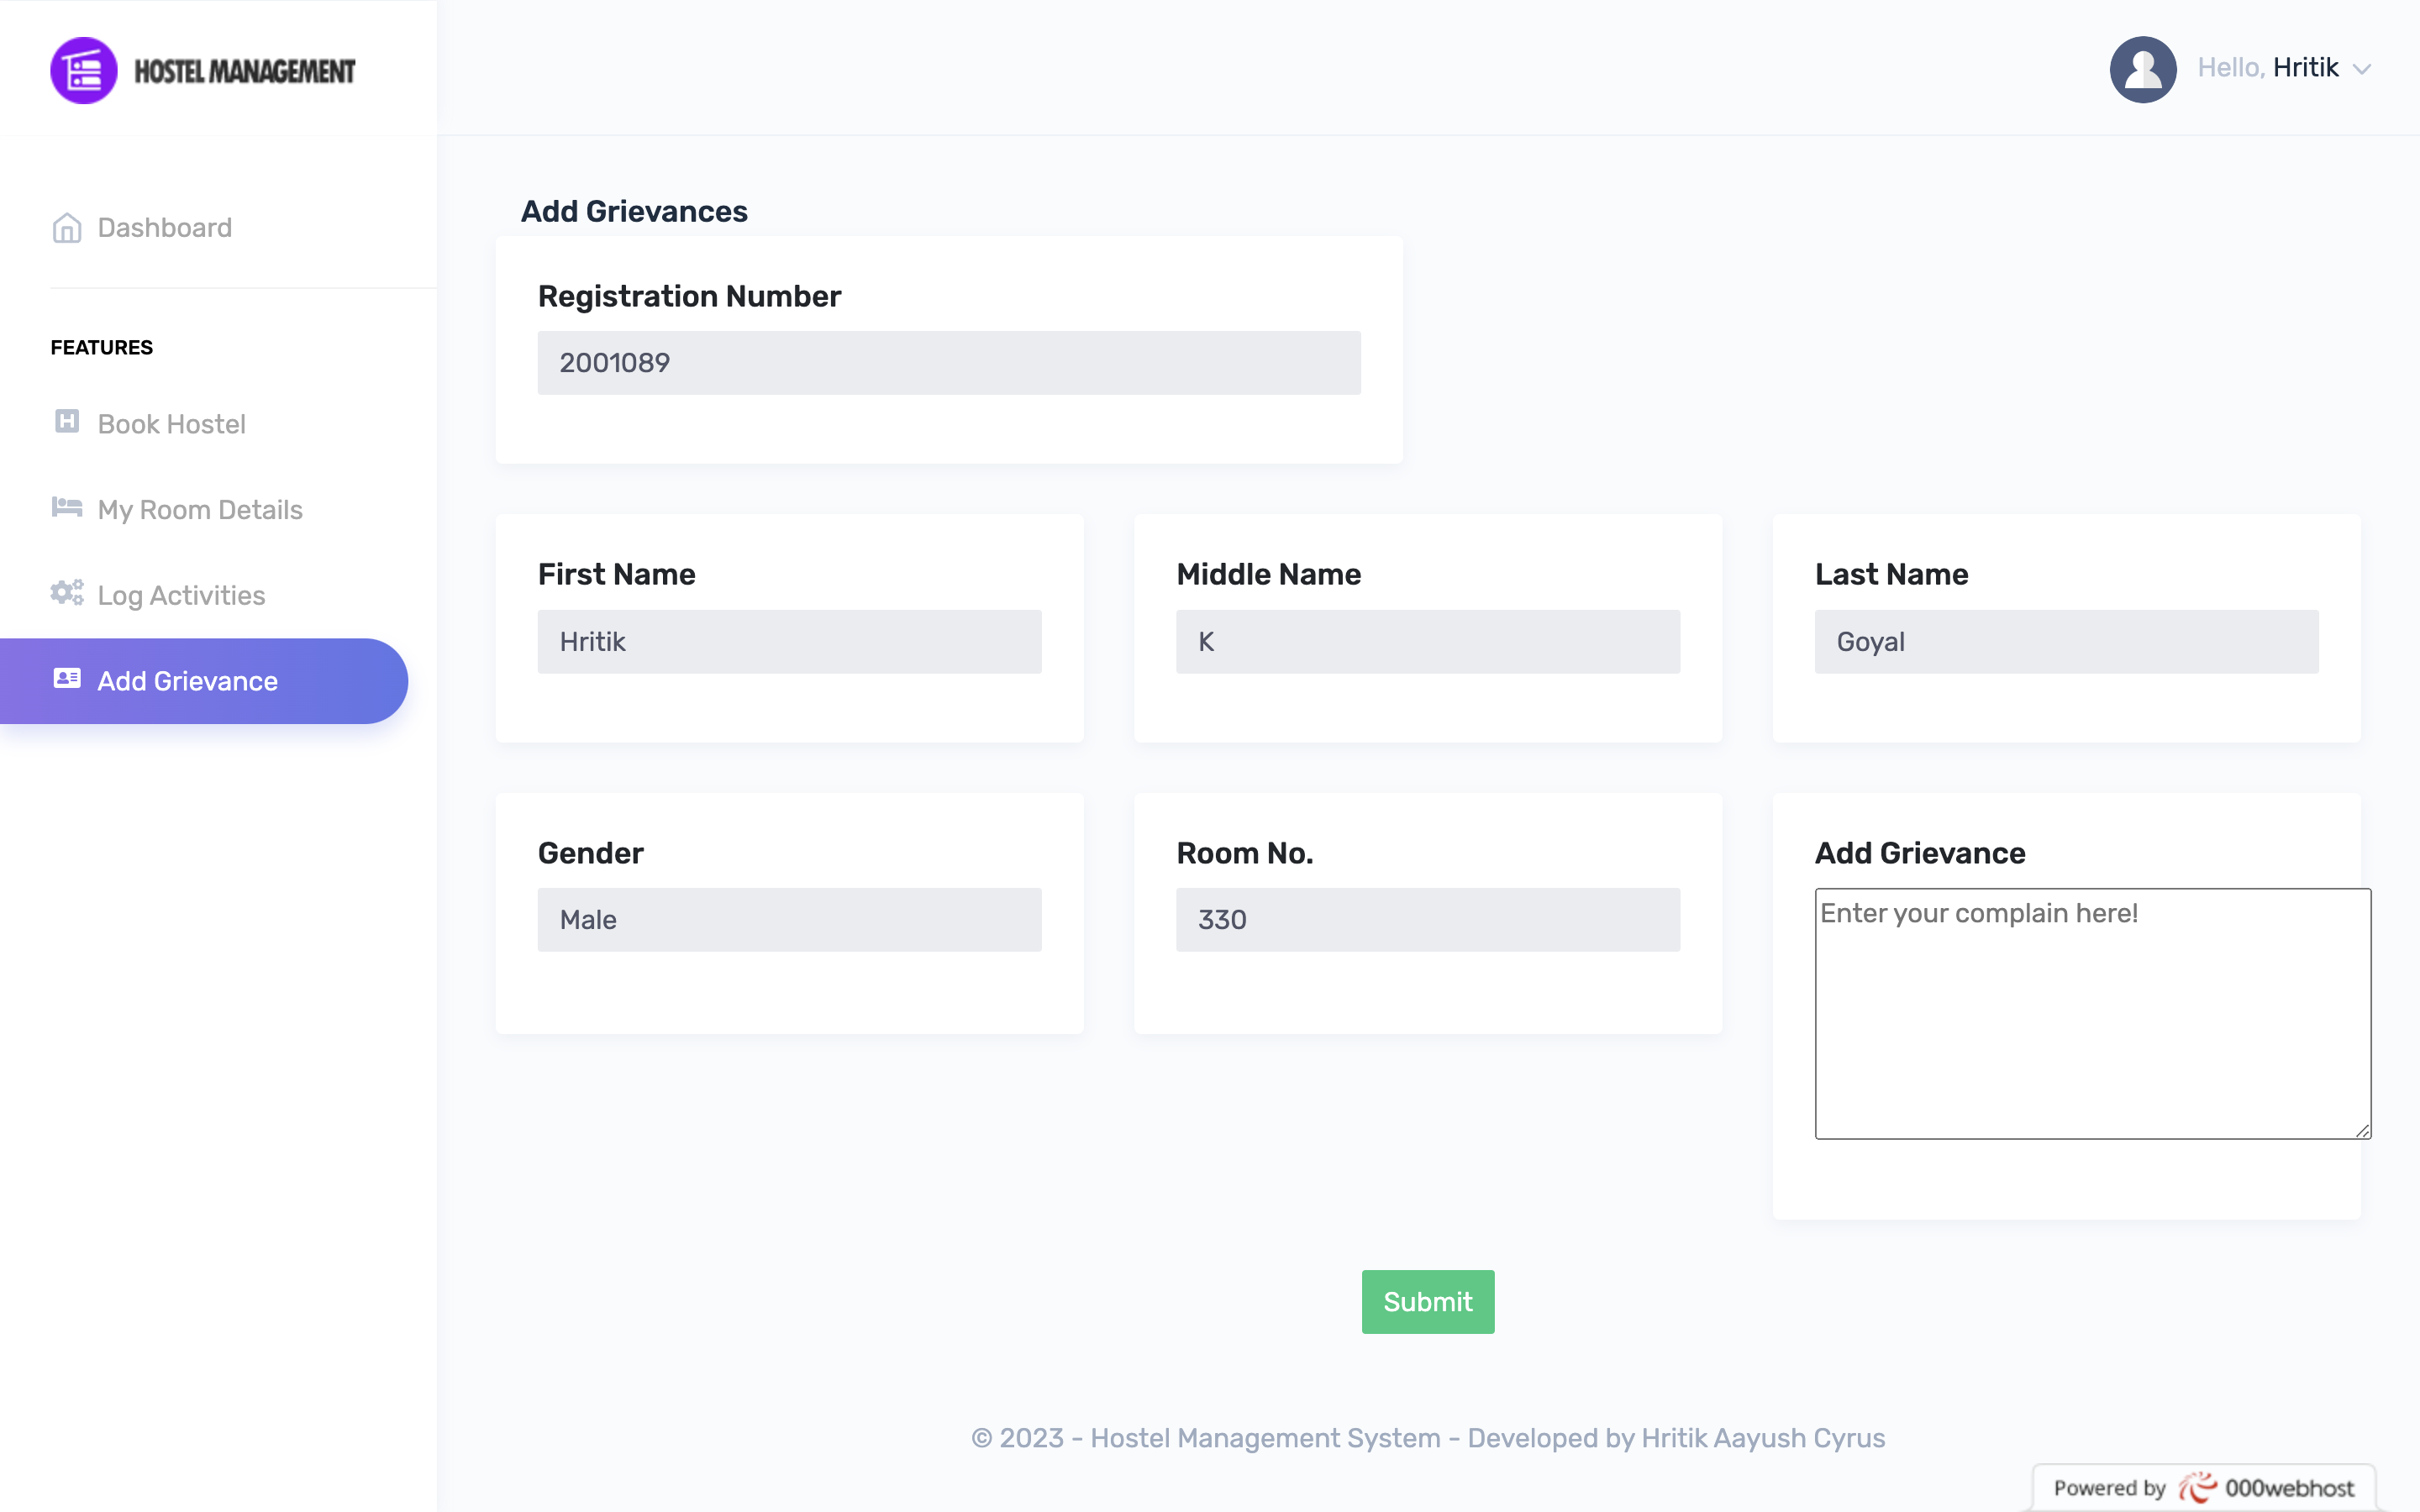 HOSTEL MANAGEMENT
Hello, Hritik
Dashboard
FEATURES
Book Hostel
My Room Details
Log Activities
Add Grievance
Add Grievances
Registration Number
2001089
First Name
Middle Name
Last Name
Hritik
K
Goyal
Gender
Room No.
Add Grievance
Male
330
Enter your complain here!
Submit
© 2023 - Hostel Management System - Developed by Hritik Aayush Cyrus
Powered by 000webhost